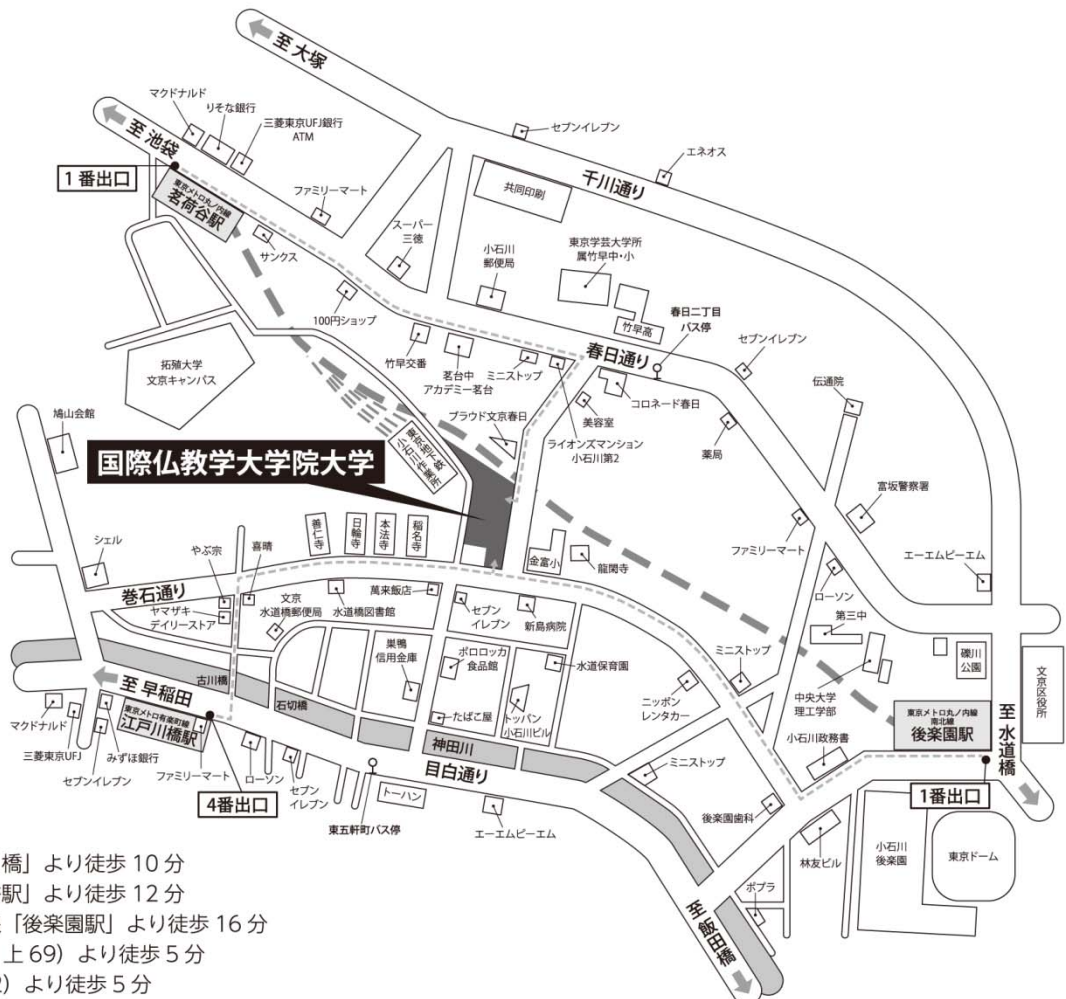 至 大塚
マクドナルド
りそな銀行
三菱東京UFJ銀行
ATM
セブンイレブン
エネオス
至 池袋
1番出口
東京メトロ丸ノ内線
茗荷谷駅
ファミリーマート
共同印刷
千川通り
サンクス
スーパー
三徳
小石川
郵便局
東京学芸大学所
属竹早中・小
100円ショップ
竹早高
春日二丁目
バス停
春日通り
セブンイレブン
拓殖大学
文京キャンパス
竹早交番
茗台中
アカデミー茗台
ミニストップ
コロネード春日
美容室
伝通院
鳩山会館
プラウド文京春日
ライオンズマンション
小石川第2
薬局
国際仏教学大学院大学
東京地下鉄
小石川作業所
富坂警察署
善仁寺
日輪寺
本法寺
稲名寺
シェル
やぶ宗
喜晴
金富小
龍閑寺
ファミリーマート
エーエムピーエム
巻石通り
ヤマザキ
デイリーストア
文京
水道橋郵便局
水道橋図書館
萬来飯店
セブン
イレブン
新島病院
ローソン
第三中
巣鴨
信用金庫
ポロロッカ
食品館
水道保育園
ミニストップ
礫川
公園
文京区役所
古川橋
石切橋
至 早稲田
東京メトロ有楽町線
江戸川橋駅
たばこ屋
トッパン
小石川ビル
ニッポン
レンタカー
中央大学
理工学部
東京メトロ丸ノ内線
南北線
後楽園駅
至 水道橋
マクドナルド
三菱東京UFJ
セブンイレブン
みずほ銀行
ファミリーマート
ローソン
セブン
イレブン
神田川
目白通り
ミニストップ
小石川政務書
4番出口
トーハン
東五軒町バス停
エーエムピーエム
後楽園歯科
1番出口
林友ビル
小石川
後楽園
東京ドーム
ポプラ
至 飯田橋
橋」より徒歩 10 分
駅」より徒歩 12 分
「後楽園駅」より徒歩 16 分
上 69）より徒歩 5 分
）より徒歩 5 分